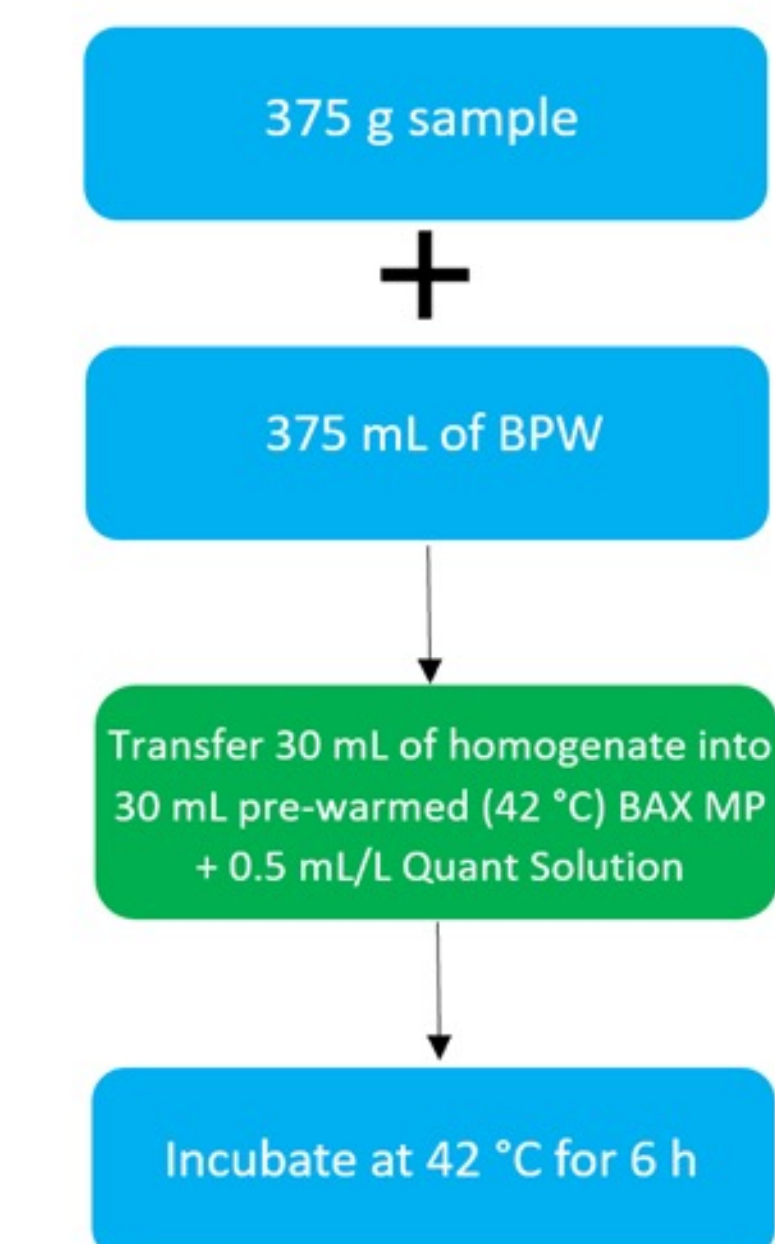 375 g sample
+
375 mL of BPW
Transfer 30 mL of homogenate into
30 mL pre-warmed (42 °C) BAX MP
+ 0.5 mL/L Quant Solution
Incubate at 42 °C for 6 h